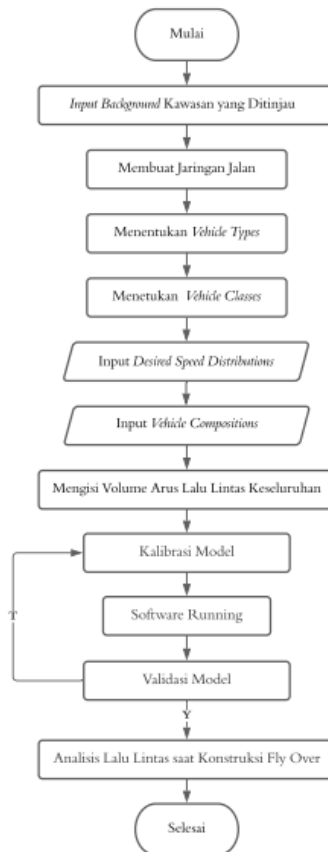 Mulai
Input Background Kawasan yang Ditinjau
Membuat Jaringan Jalan
Menentukan Vehicle Types
Menetukan Vehicle Classes
Input Desired Speed Distributions
Input Vehicle Compositions
Mengisi Volume Arus Lalu Lintas Keseluruhan
Kalibrasi Model
T
Software Running
Validasi Model
Y
Analisis Lalu Lintas saat Konstruksi Fly Over
Selesai